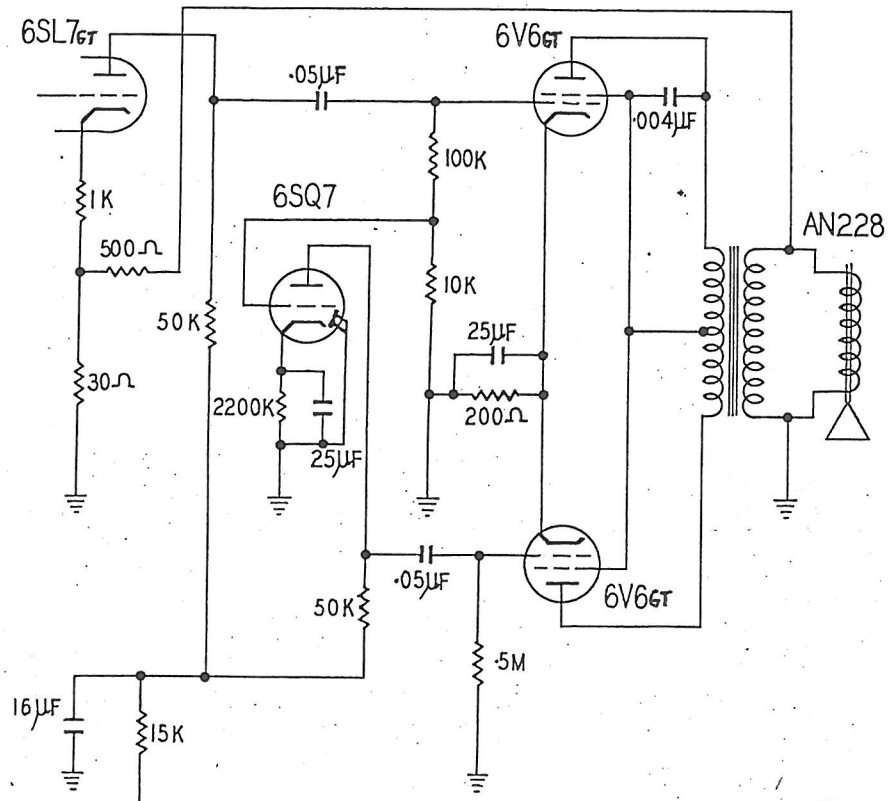 6SL7GT
6V6GT
.05µF
.004µF
100K
1K
6SQ7
AN228
500Ω
10K
50K
25µF
30Ω
2200K
200Ω
25µF
.05µF
6V6GT
50K
.5M
16µF
15K